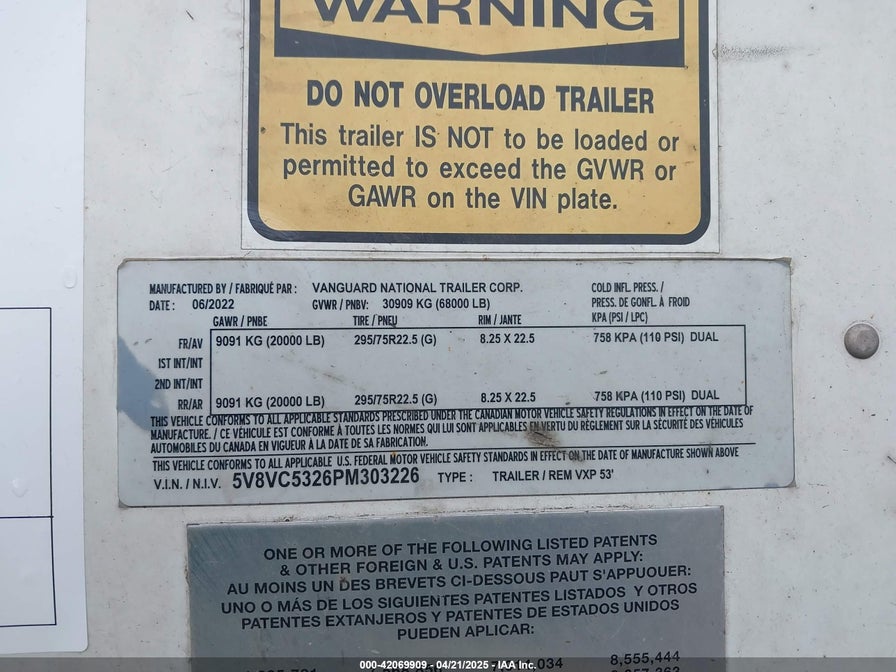 WARNING
DO NOT OVERLOAD TRAILER
This trailer IS NOT to be loaded or
permitted to exceed the GVWR or
GAWR on the VIN plate.
MANUFACTURED BY / FABRIQUÉ PAR : VANGUARD NATIONAL TRAILER CORP.
COLD INFL. PRESS. /
DATE : 06/2022 GVWR / PNBV: 30909 KG (68000 LB)
PRESS. DE GONFL. À FROID
GAWR / PNBE TIRE / PNEU RIM / JANTE KPA (PSI / LPC)
FR/AV 9091 KG (20000 LB) 295/75R22.5 (G) 8.25 X 22.5 758 KPA (110 PSI) DUAL
1ST INT/INT
2ND INT/INT
RR/AR 9091 KG (20000 LB) 295/75R22.5 (G) 8.25 X 22.5 758 KPA (110 PSI) DUAL
THIS VEHICLE CONFORMS TO ALL APPLICABLE STANDARDS PRESCRIBED UNDER THE CANADIAN MOTOR VEHICLE SAFETY REGULATIONS IN EFFECT ON THE DATE OF
MANUFACTURE. / CE VÉHICULE EST CONFORME À TOUTES LES NORMES QUI LUI SONT APPLICABLES EN VERTU DU RÈGLEMENT SUR LA SÉCURITÉ DES VÉHICULES
AUTOMOBILES DU CANADA EN VIGUEUR À LA DATE DE SA FABRICATION.
THIS VEHICLE CONFORMS TO ALL APPLICABLE U.S. FEDERAL MOTOR VEHICLE SAFETY STANDARDS IN EFFECT ON THE DATE OF MANUFACTURE SHOWN ABOVE
V.I.N. / N.I.V. 5V8VC5326PM303226 TYPE : TRAILER / REM VXP 53'
ONE OR MORE OF THE FOLLOWING LISTED PATENTS
& OTHER FOREIGN & U.S. PATENTS MAY APPLY:
AU MOINS UN DES BREVETS CI-DESSOUS PAUT S'APPUOUER:
UNO O MÁS DE LOS SIGUIENTES PATENTES LISTADOS Y OTROS
PATENTES EXTRANJEROS Y PATENTES DE ESTADOS UNIDOS
PUEDEN APLICAR:
8,555,444
000-42069909 - 04/21/2025 - IAA Inc.